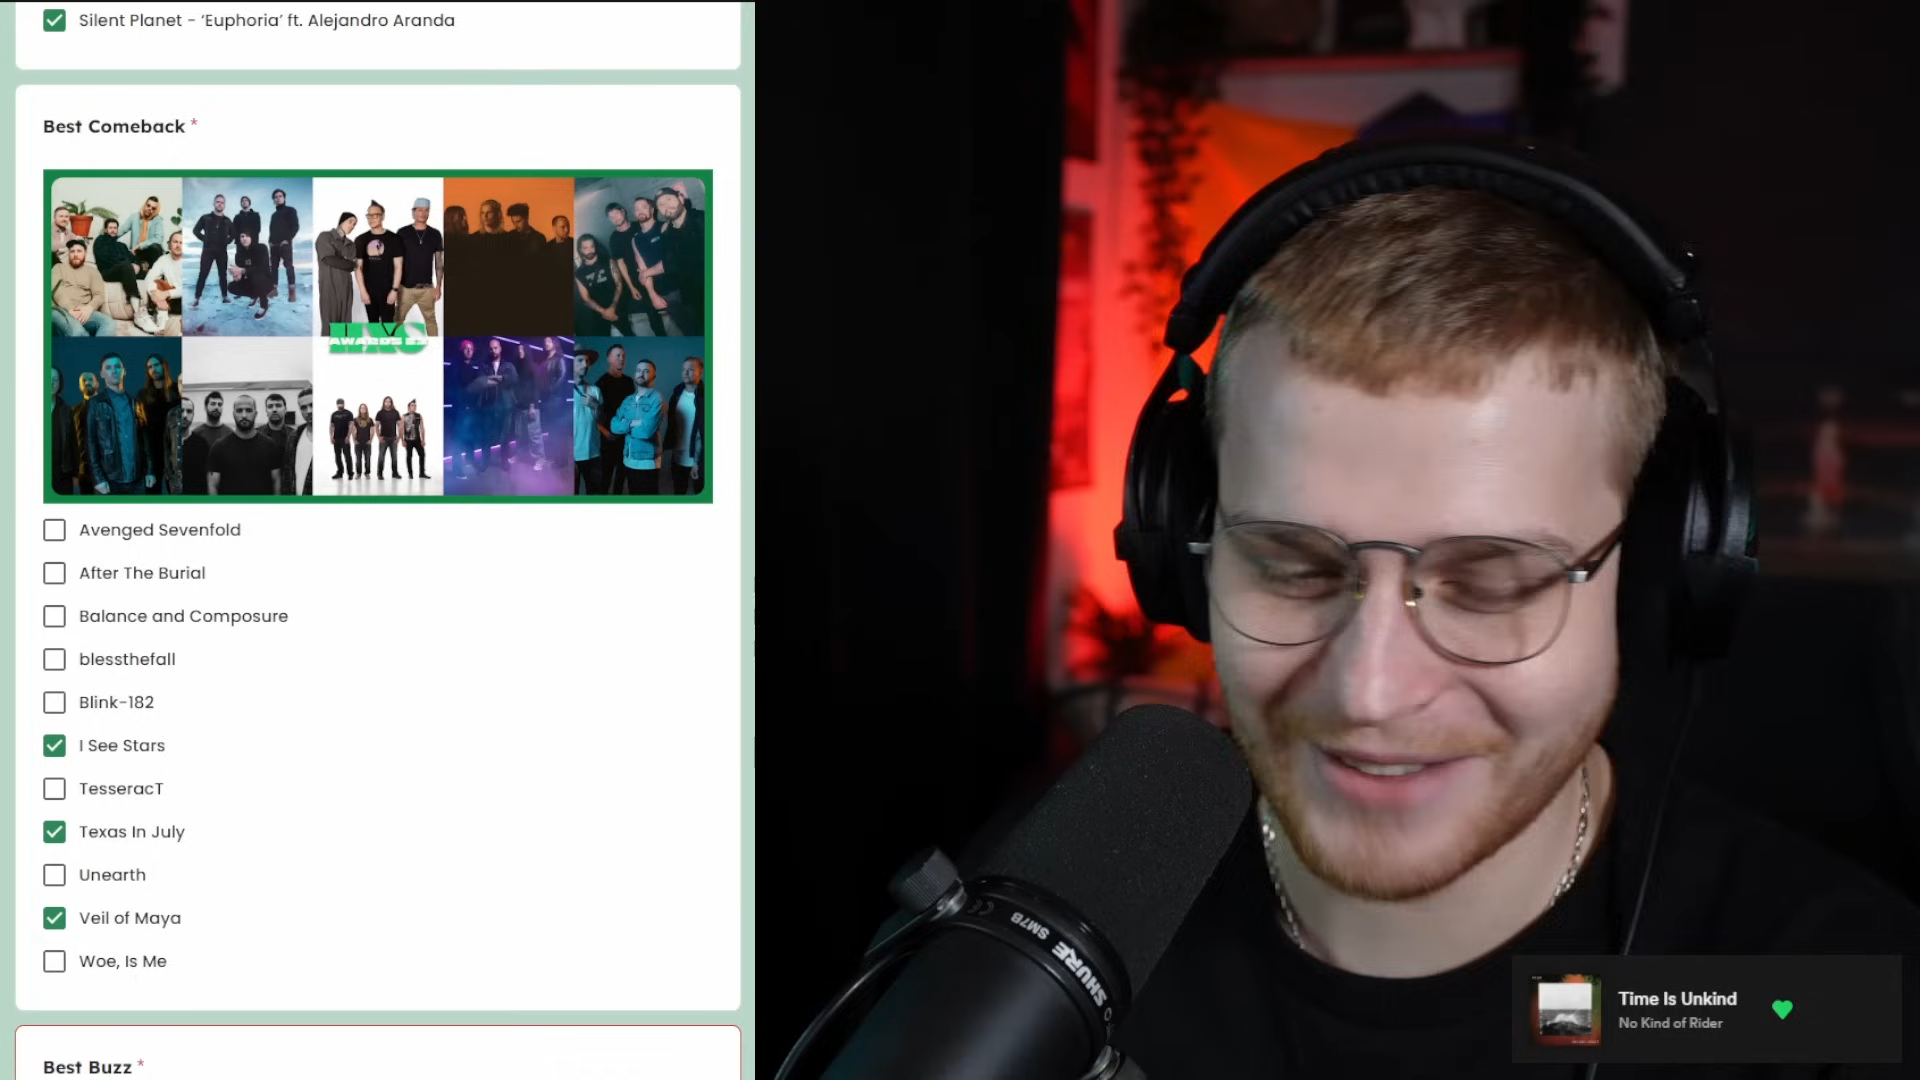 Silent Planet - ‘Euphoria’ ft. Alejandro Aranda
Best Comeback *
AWARDS
Avenged Sevenfold
After The Burial
Balance and Composure
blessthefall
Blink-182
I See Stars
TesseracT
Texas In July
Unearth
Veil of Maya
Woe, Is Me
Best Buzz *
SHURE SM7B
Time Is Unkind
No Kind of Rider